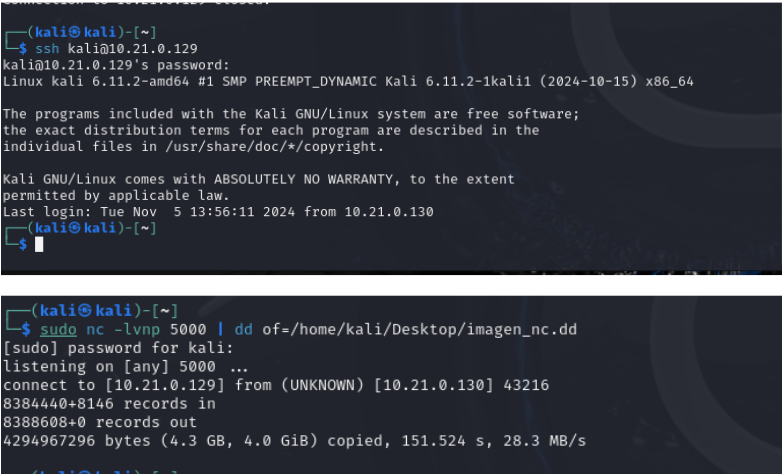 Connection to 10.21.0.129 closed.
┌──(kali㉿kali)-[~]
└─$ ssh kali@10.21.0.129
kali@10.21.0.129's password:
Linux kali 6.11.2-amd64 #1 SMP PREEMPT_DYNAMIC Kali 6.11.2-1kali1 (2024-10-15) x86_64
The programs included with the Kali GNU/Linux system are free software;
the exact distribution terms for each program are described in the
individual files in /usr/share/doc/*/copyright.
Kali GNU/Linux comes with ABSOLUTELY NO WARRANTY, to the extent
permitted by applicable law.
Last login: Tue Nov  5 13:56:11 2024 from 10.21.0.130
┌──(kali㉿kali)-[~]
└─$
┌──(kali㉿kali)-[~]
└─$ sudo nc -lvnp 5000 | dd of=/home/kali/Desktop/imagen_nc.dd
[sudo] password for kali:
listening on [any] 5000 ...
connect to [10.21.0.129] from (UNKNOWN) [10.21.0.130] 43216
8384440+8146 records in
8388608+0 records out
4294967296 bytes (4.3 GB, 4.0 GiB) copied, 151.524 s, 28.3 MB/s